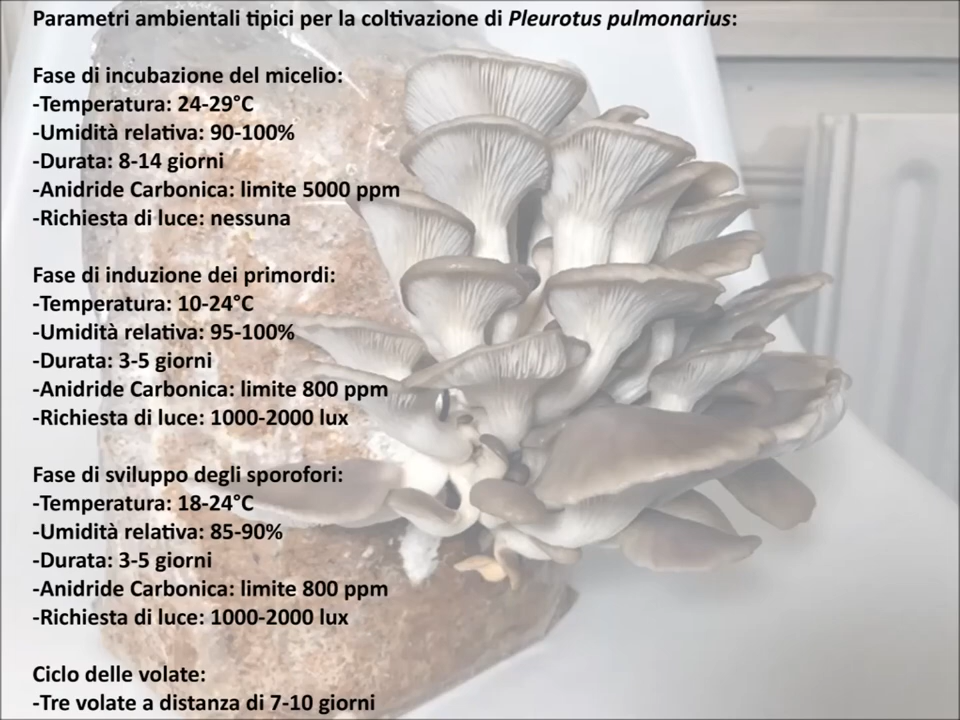 Parametri ambientali tipici per la coltivazione di Pleurotus pulmonarius:
Fase di incubazione del micelio:
-Temperatura: 24-29°C
-Umidità relativa: 90-100%
-Durata: 8-14 giorni
-Anidride Carbonica: limite 5000 ppm
-Richiesta di luce: nessuna
Fase di induzione dei primordi:
-Temperatura: 10-24°C
-Umidità relativa: 95-100%
-Durata: 3-5 giorni
-Anidride Carbonica: limite 800 ppm
-Richiesta di luce: 1000-2000 lux
Fase di sviluppo degli sporofori:
-Temperatura: 18-24°C
-Umidità relativa: 85-90%
-Durata: 3-5 giorni
-Anidride Carbonica: limite 800 ppm
-Richiesta di luce: 1000-2000 lux
Ciclo delle volate:
-Tre volate a distanza di 7-10 giorni